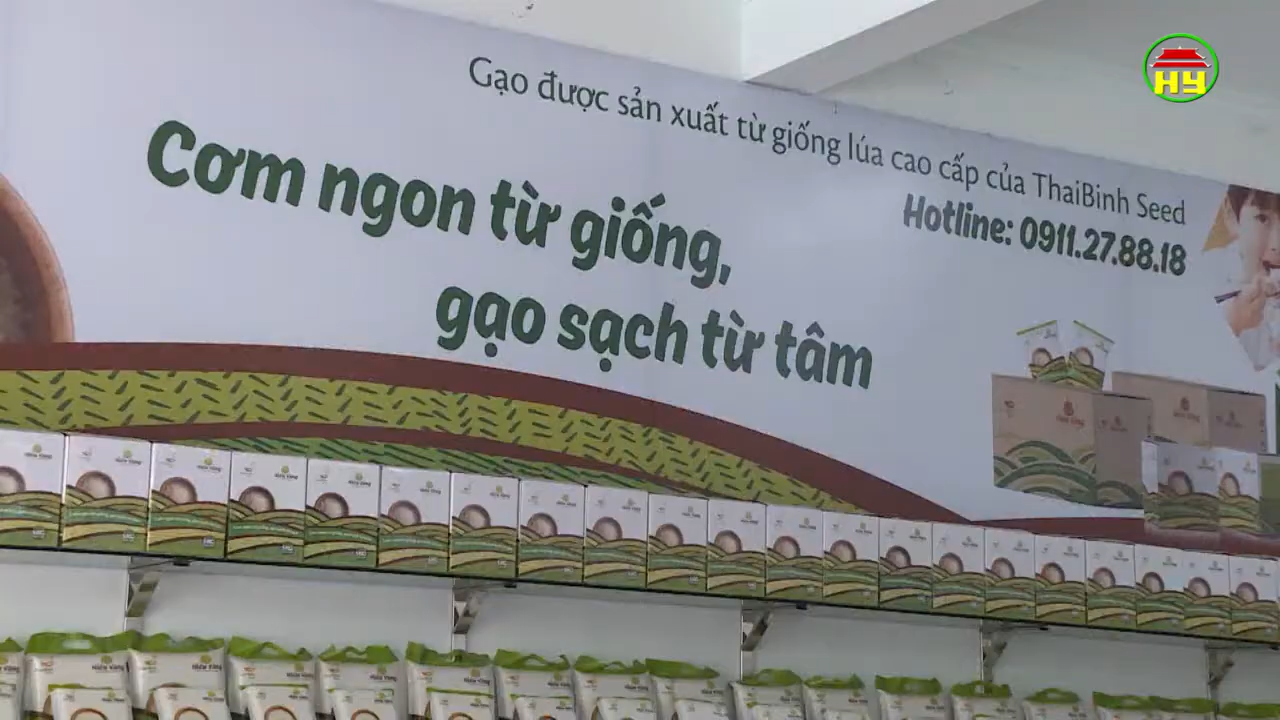 HY
Gạo được sản xuất từ giống lúa cao cấp của ThaiBinh Seed
Hotline: 0911.27.88.18
Cơm ngon từ giống,
gạo sạch từ tâm